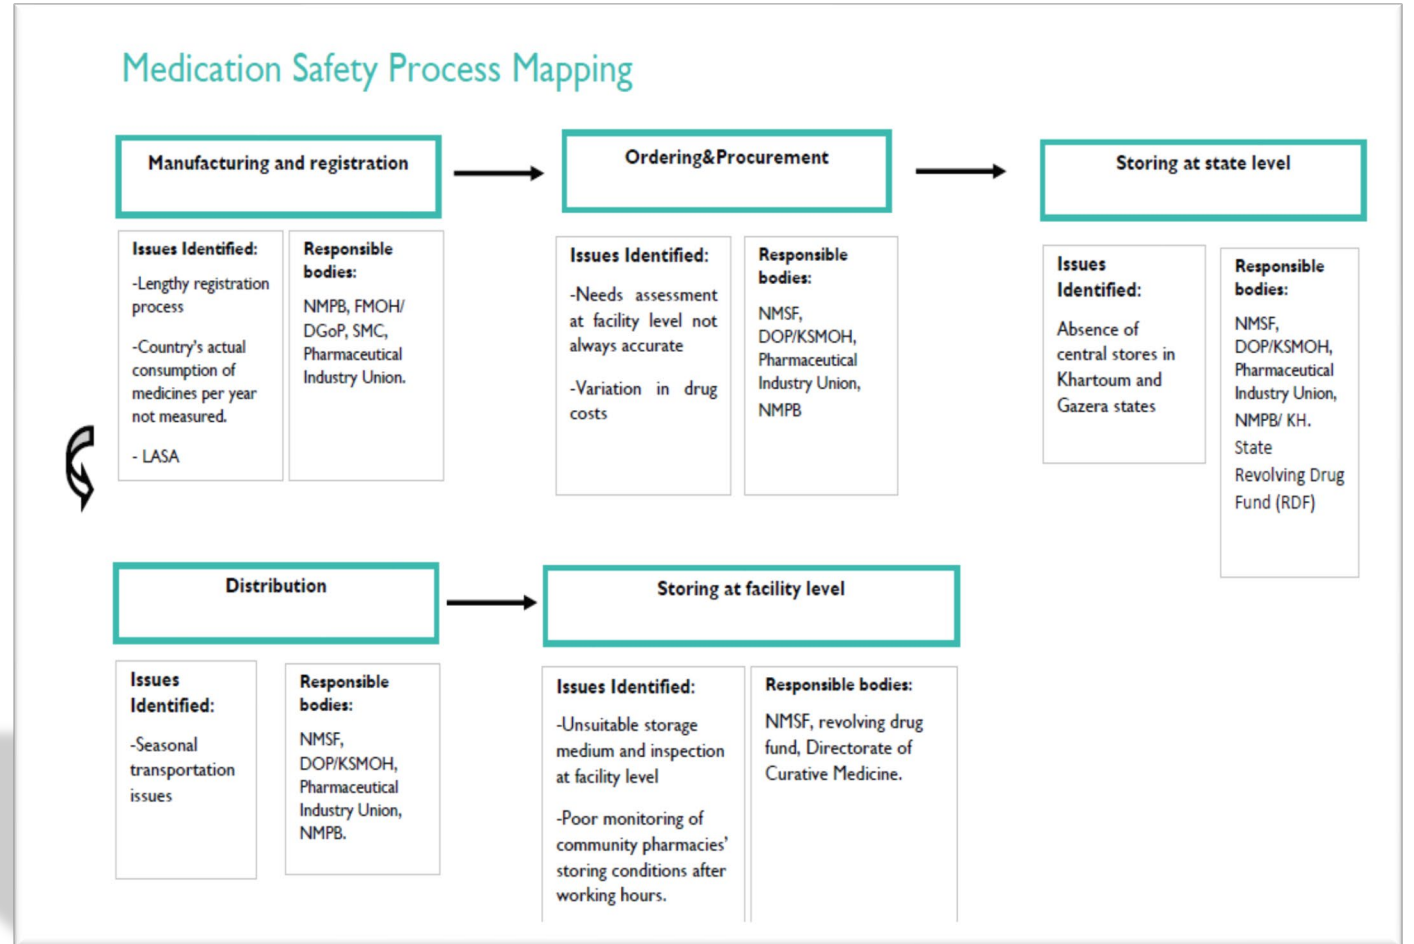 Medication Safety Process Mapping
Manufacturing and registration
Issues Identified:
-Lengthy registration
process
-Country's actual
consumption of
medicines per year
not measured.
- LASA
Responsible
bodies:
NMPB, FMOH/
DGoP, SMC,
Pharmaceutical
Industry Union.
Ordering&Procurement
Issues Identified:
-Needs assessment
at facility level not
always accurate
-Variation in drug
costs
Responsible
bodies:
NMSF,
DOP/KSMOH,
Pharmaceutical
Industry Union,
NMPB
Storing at state level
Issues
Identified:
Absence of
central stores in
Khartoum and
Gazera states
Responsible
bodies:
NMSF,
DOP/KSMOH,
Pharmaceutical
Industry Union,
NMPB/ KH.
State
Revolving Drug
Fund (RDF)
Distribution
Issues
Identified:
-Seasonal
transportation
issues
Responsible
bodies:
NMSF,
DOP/KSMOH,
Pharmaceutical
Industry Union,
NMPB.
Storing at facility level
Issues Identified:
-Unsuitable storage
medium and inspection
at facility level
-Poor monitoring of
community pharmacies’
storing conditions after
working hours.
Responsible bodies:
NMSF, revolving drug
fund, Directorate of
Curative Medicine.